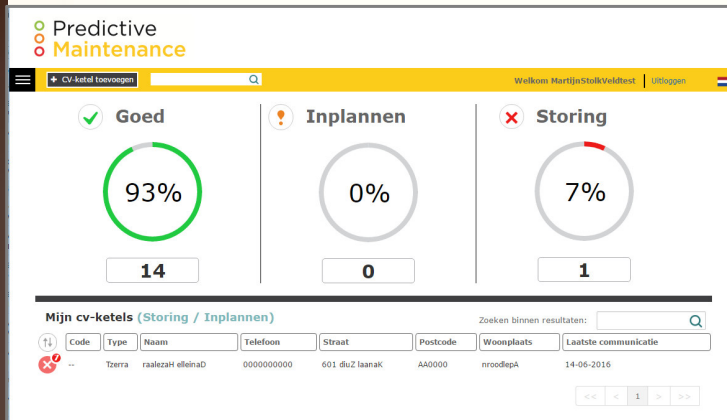 Predictive
Maintenance
+ CV-ketel toevoegen
Welkom MartijnStolkVeldtest Uitloggen
Goed Inplannen Storing
93% 0% 7%
14 0 1
Mijn cv-ketels (Storing / Inplannen) Zoeken binnen resultaten:
Code Type Naam Telefoon Straat Postcode Woonplaats Laatste communicatie
-- Tzerra raalezaH elleinaD 0000000000 601 diuZ laanaK AA0000 nroodlepA 14-06-2016
<< < 1 > >>